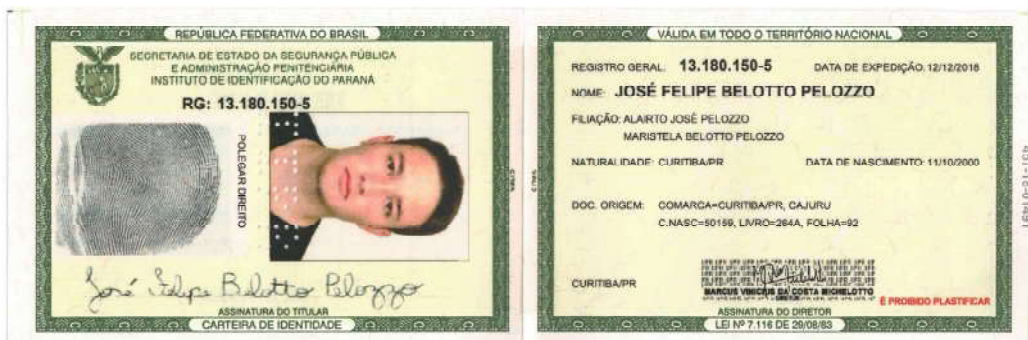 REPÚBLICA FEDERATIVA DO BRASIL
SECRETARIA DE ESTADO DA SEGURANÇA PÚBLICA
E ADMINISTRAÇÃO PENITENCIÁRIA
INSTITUTO DE IDENTIFICAÇÃO DO PARANÁ
RG: 13.180.150-5
POLEGAR DIREITO
José Felipe Belotto Pelozzo
ASSINATURA DO TITULAR
CARTEIRA DE IDENTIDADE
VÁLIDA EM TODO O TERRITÓRIO NACIONAL
REGISTRO GERAL: 13.180.150-5 DATA DE EXPEDIÇÃO: 12/12/2016
NOME: JOSÉ FELIPE BELOTTO PELOZZO
FILIAÇÃO: ALAIRTO JOSÉ PELOZZO
MARISTELA BELOTTO PELOZZO
NATURALIDADE: CURITIBA/PR DATA DE NASCIMENTO: 11/10/2000
DOC. ORIGEM: COMARCA=CURITIBA/PR, CAJURU
C.NASC=50159, LIVRO=264A, FOLHA=92
CURITIBA/PR
MARCUS VINICIUS DA COSTA MICHELOTTO
É PROIBIDO PLASTIFICAR
ASSINATURA DO DIRETOR
LEI Nº 7.116 DE 29/08/83